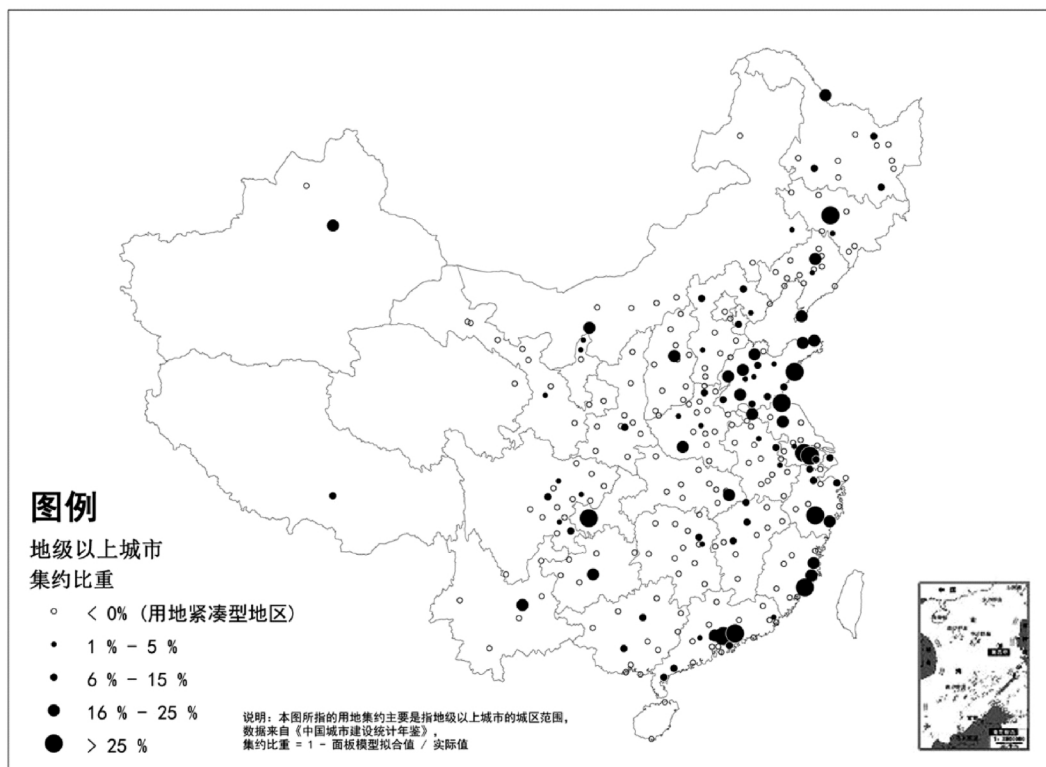 图例
地级以上城市
集约比重
< 0% (用地紧凑型地区)
1 % - 5 %
6 % - 15 %
16 % - 25 %
> 25 %
说明: 本图所指的用地集约主要是指地级以上城市的城区范围,
数据来自《中国城市建设统计年鉴》,
集约比重 = 1 - 面板模型拟合值 / 实际值